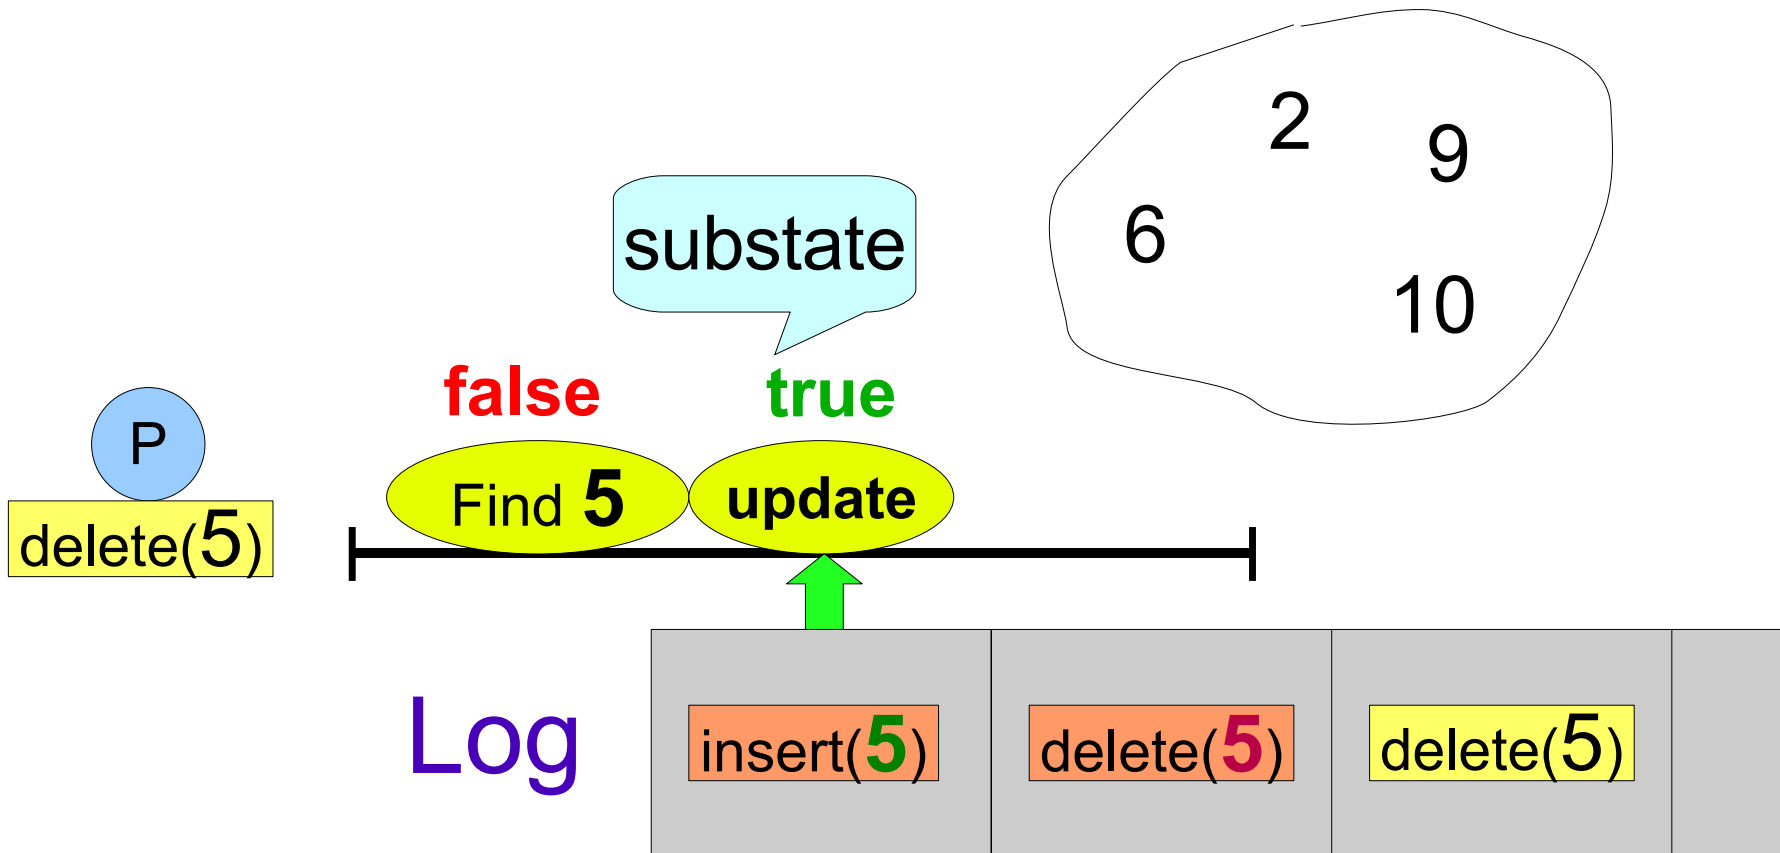 2
9
6
10
substate
false
true
P
Find 5
update
delete(5)
Log
insert(5)
delete(5)
delete(5)